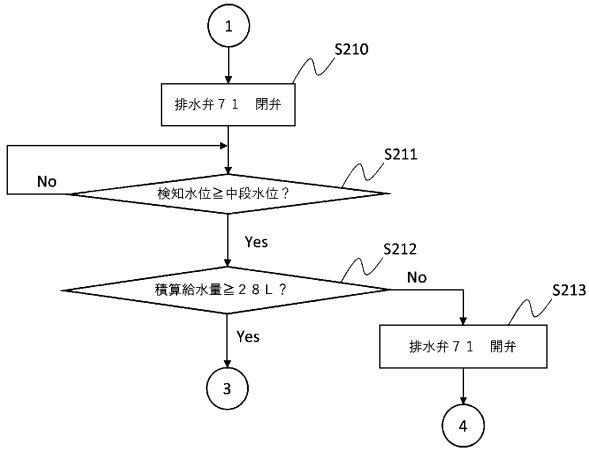 1
S210
排水弁71　閉弁
S211
No
検知水位≧中段水位？
Yes
S212
積算給水量≧28L？
No
S213
Yes
排水弁71　開弁
3
4